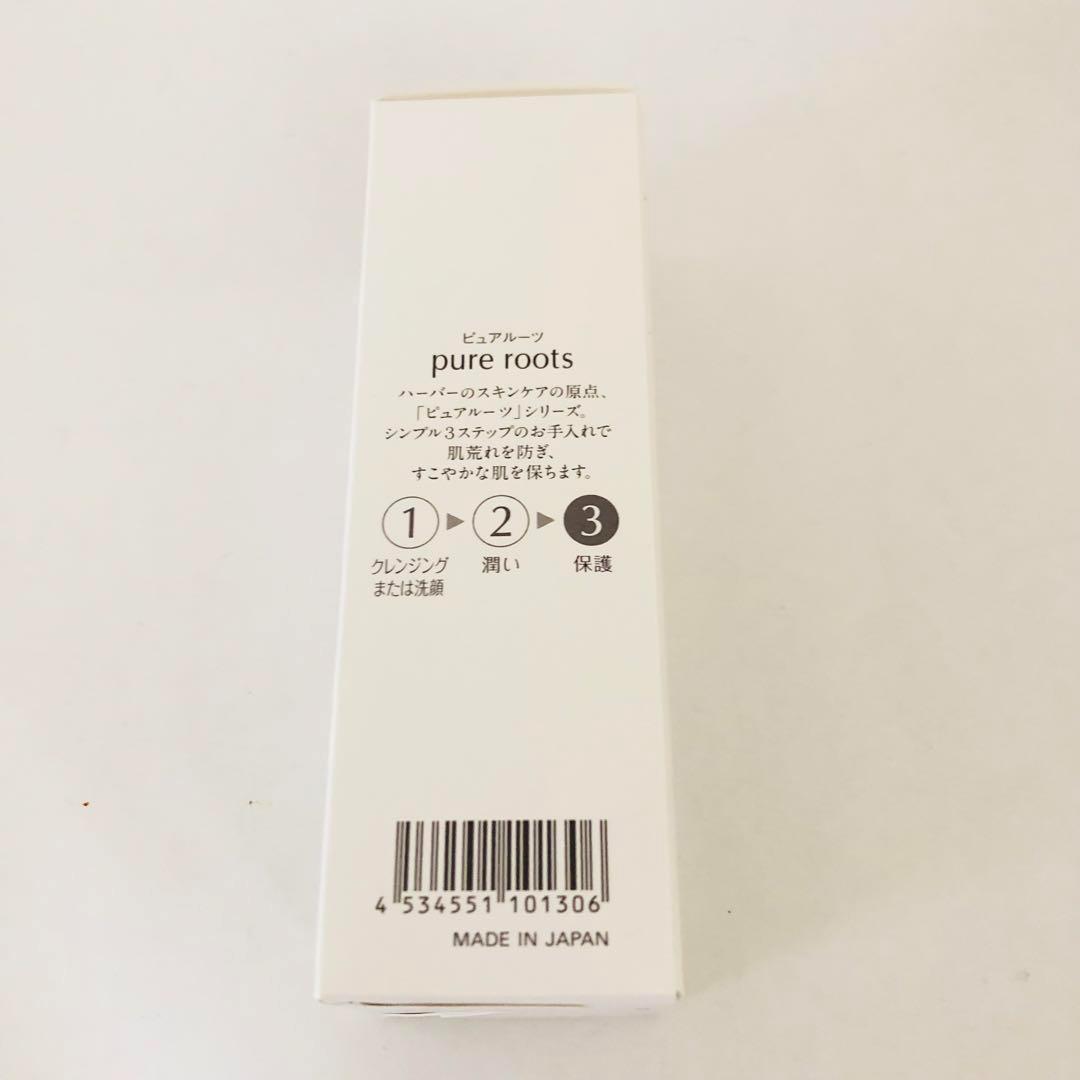 ピュアルーツ
pure roots
ハーバーのスキンケアの原点、
「ピュアルーツ」シリーズ。
シンプル3ステップのお手入れで
肌荒れを防ぎ、
すこやかな肌を保ちます。
1 ▶ 2 ▶ 3
クレンジング 潤い 保護
または洗顔
4 534551 101306
MADE IN JAPAN